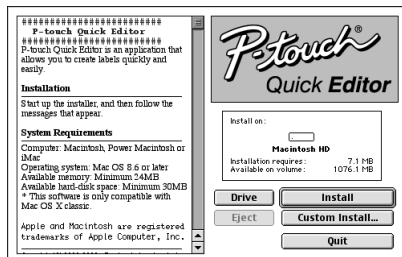 ##########################
P-touch Quick Editor
##########################
P-touch Quick Editor is an application that
allows you to create labels quickly and
easily.
Installation
Start up the installer, and then follow the
messages that appear.
System Requirements
Computer: Macintosh, Power Macintosh or
iMac
Operating system: Mac OS 8.6 or later
Available memory: Minimum 24MB
Available hard-disk space: Minimum 30MB
* This software is only compatible with
Mac OS X classic.
Apple and Macintosh are registered
trademarks of Apple Computer, Inc.
P-touch®
Quick Editor
Install on:
Macintosh HD
Installation requires: 7.1 MB
Available on volume: 1076.1 MB
Drive
Install
Eject
Custom Install...
Quit